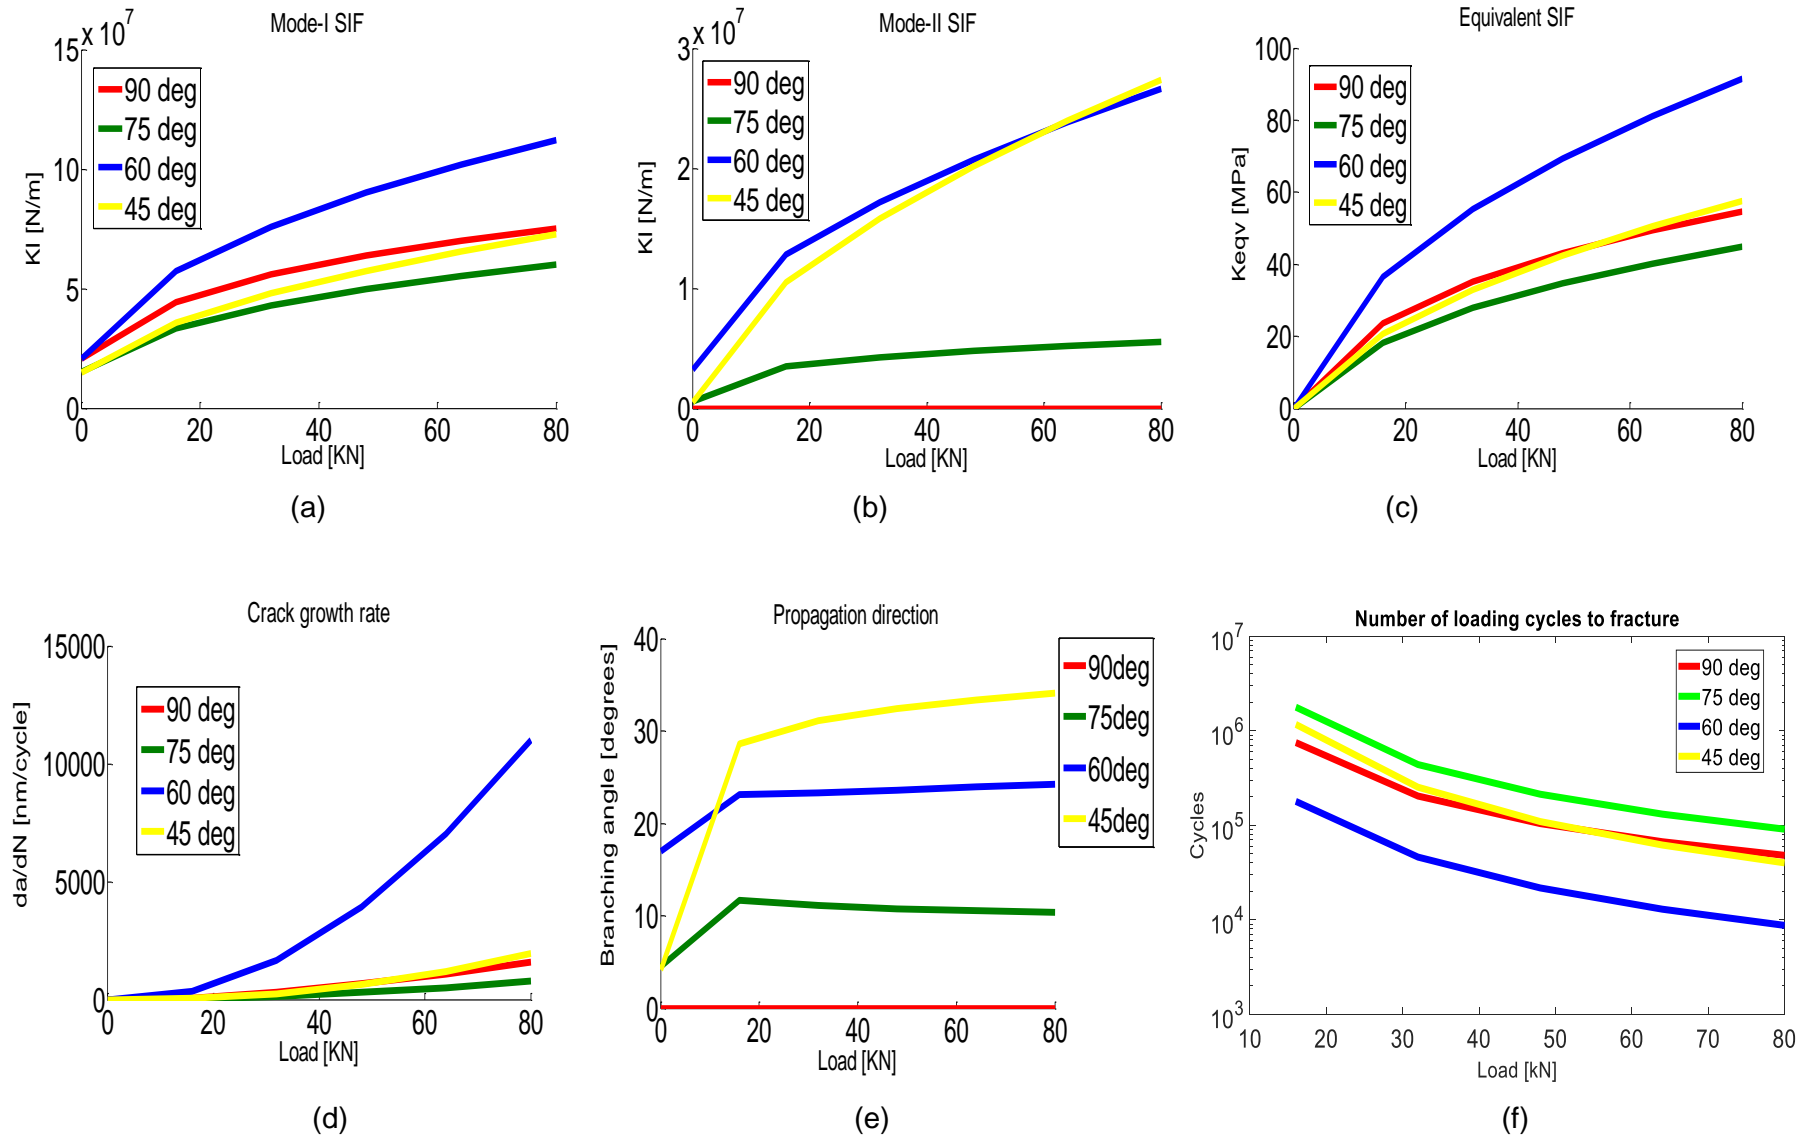 Mode-I SIF
x 10^7
15
10
5
0
0 20 40 60 80
KI [N/m]
Load [KN]
90 deg
75 deg
60 deg
45 deg
(a)
Mode-II SIF
x 10^7
3
2
1
0
0 20 40 60 80
KI [N/m]
Load [KN]
90 deg
75 deg
60 deg
45 deg
(b)
Equivalent SIF
100
80
60
40
20
0
0 20 40 60 80
Keqv [MPa]
Load [KN]
90 deg
75 deg
60 deg
45 deg
(c)
Crack growth rate
15000
10000
5000
0
0 20 40 60 80
da/dN [nm/cycle]
Load [KN]
90 deg
75 deg
60 deg
45 deg
(d)
Propagation direction
40
30
20
10
0
0 20 40 60 80
Branching angle [degrees]
Load [KN]
90deg
75deg
60deg
45deg
(e)
Number of loading cycles to fracture
10^7
10^6
10^5
10^4
10^3
10 20 30 40 50 60 70 80
Cycles
Load [kN]
90 deg
75 deg
60 deg
45 deg
(f)